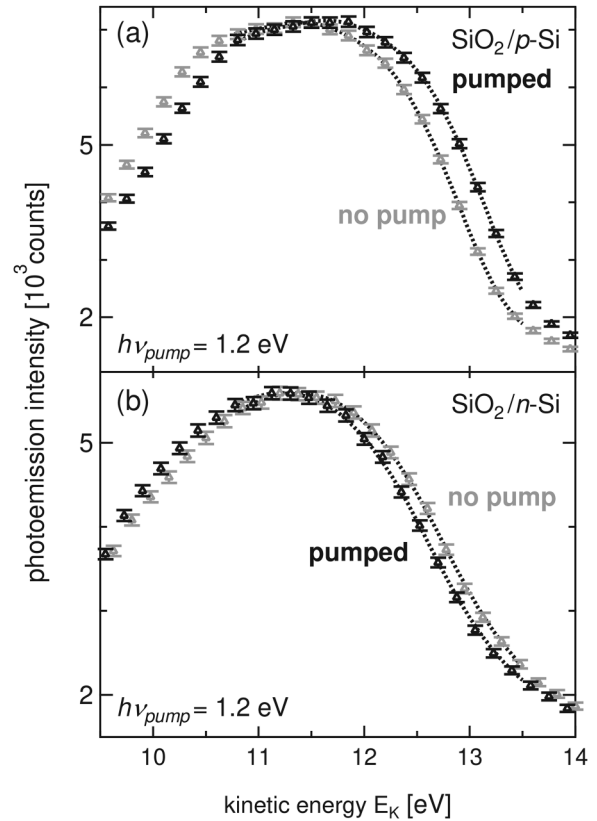 (a)
SiO2/p-Si
pumped
5
no pump
2
hνpump = 1.2 eV
(b)
SiO2/n-Si
5
no pump
pumped
2
hνpump = 1.2 eV
10 11 12 13 14
kinetic energy EK [eV]
photoemission intensity [10³ counts]